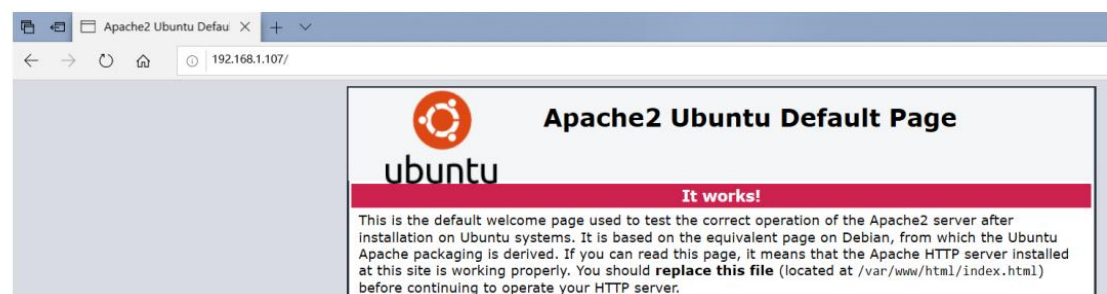 Apache2 Ubuntu Defau
192.168.1.107/
Apache2 Ubuntu Default Page
ubuntu
It works!
This is the default welcome page used to test the correct operation of the Apache2 server after
installation on Ubuntu systems. It is based on the equivalent page on Debian, from which the Ubuntu
Apache packaging is derived. If you can read this page, it means that the Apache HTTP server installed
at this site is working properly. You should replace this file (located at /var/www/html/index.html)
before continuing to operate your HTTP server.